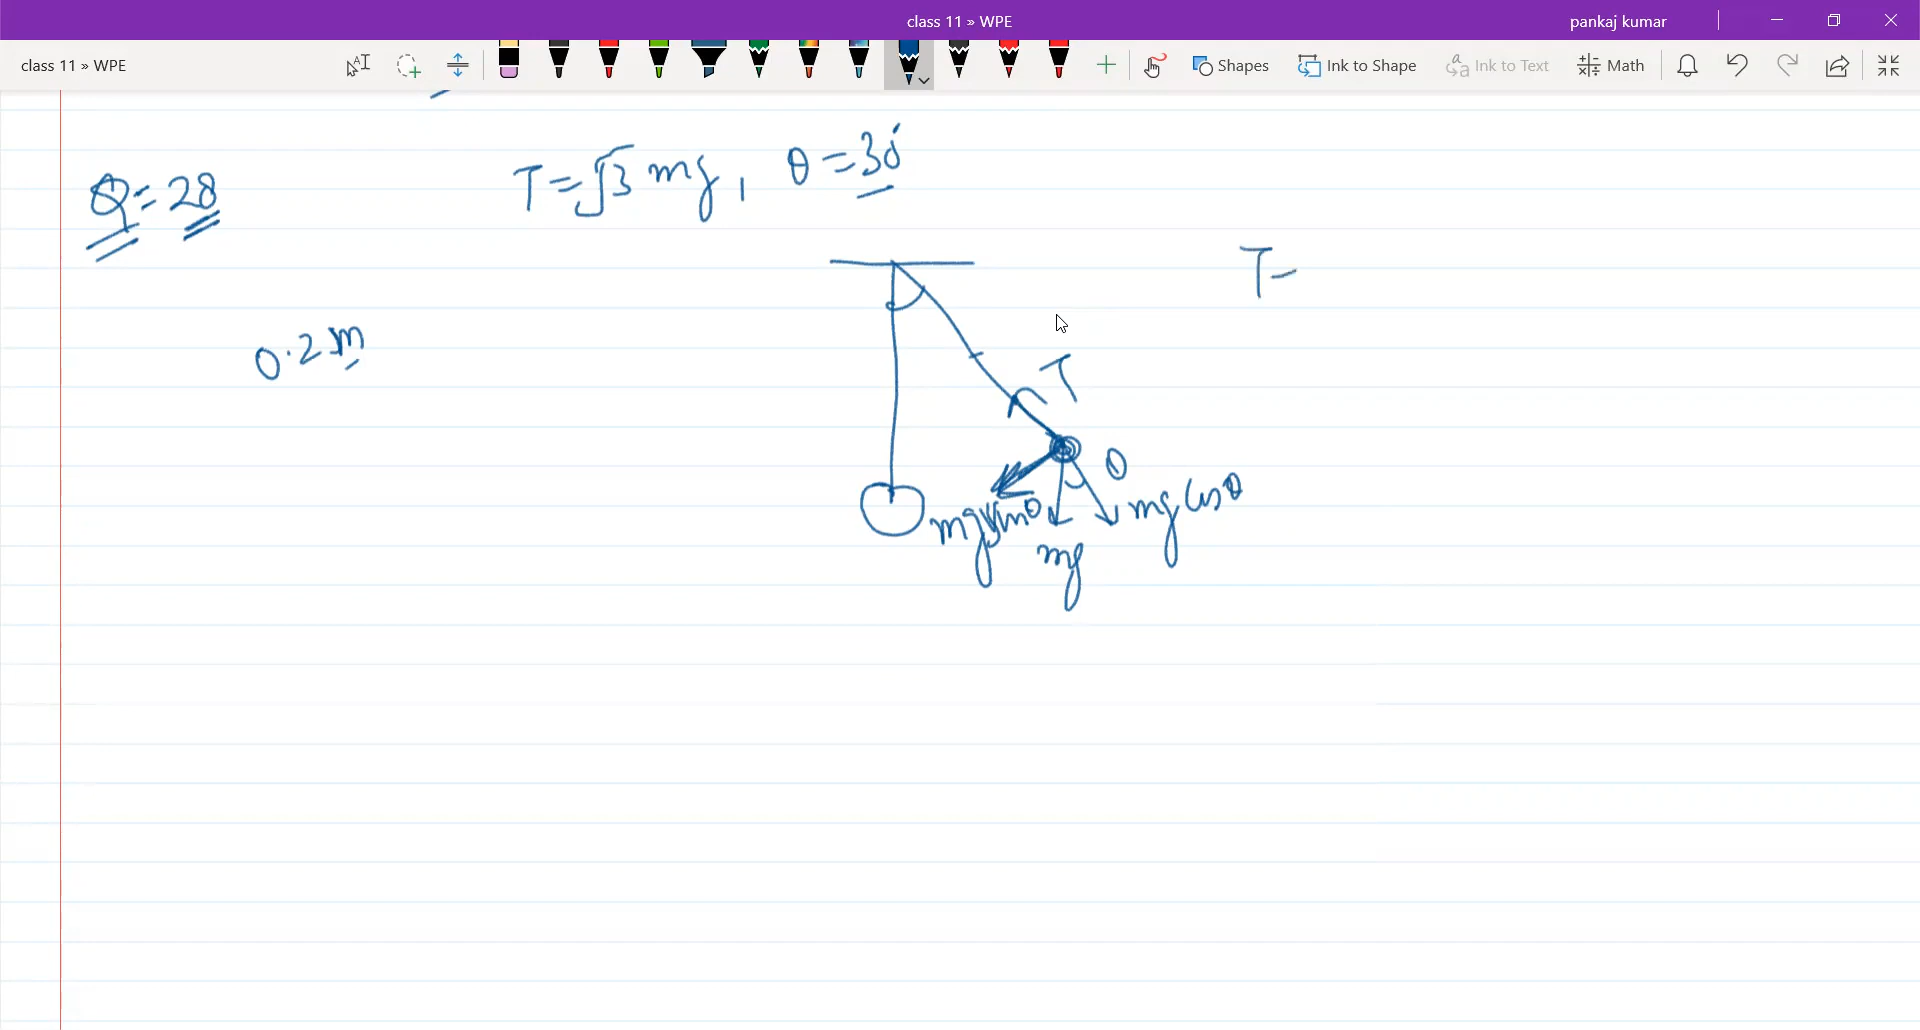 class 11 » WPE
pankaj kumar
class 11 » WPE
Shapes
Ink to Shape
Ink to Text
Math
Q = 28
T = √3 mg, θ = 30°
T-
0.2 m
T
θ
mg sinθ
mg cosθ
mg